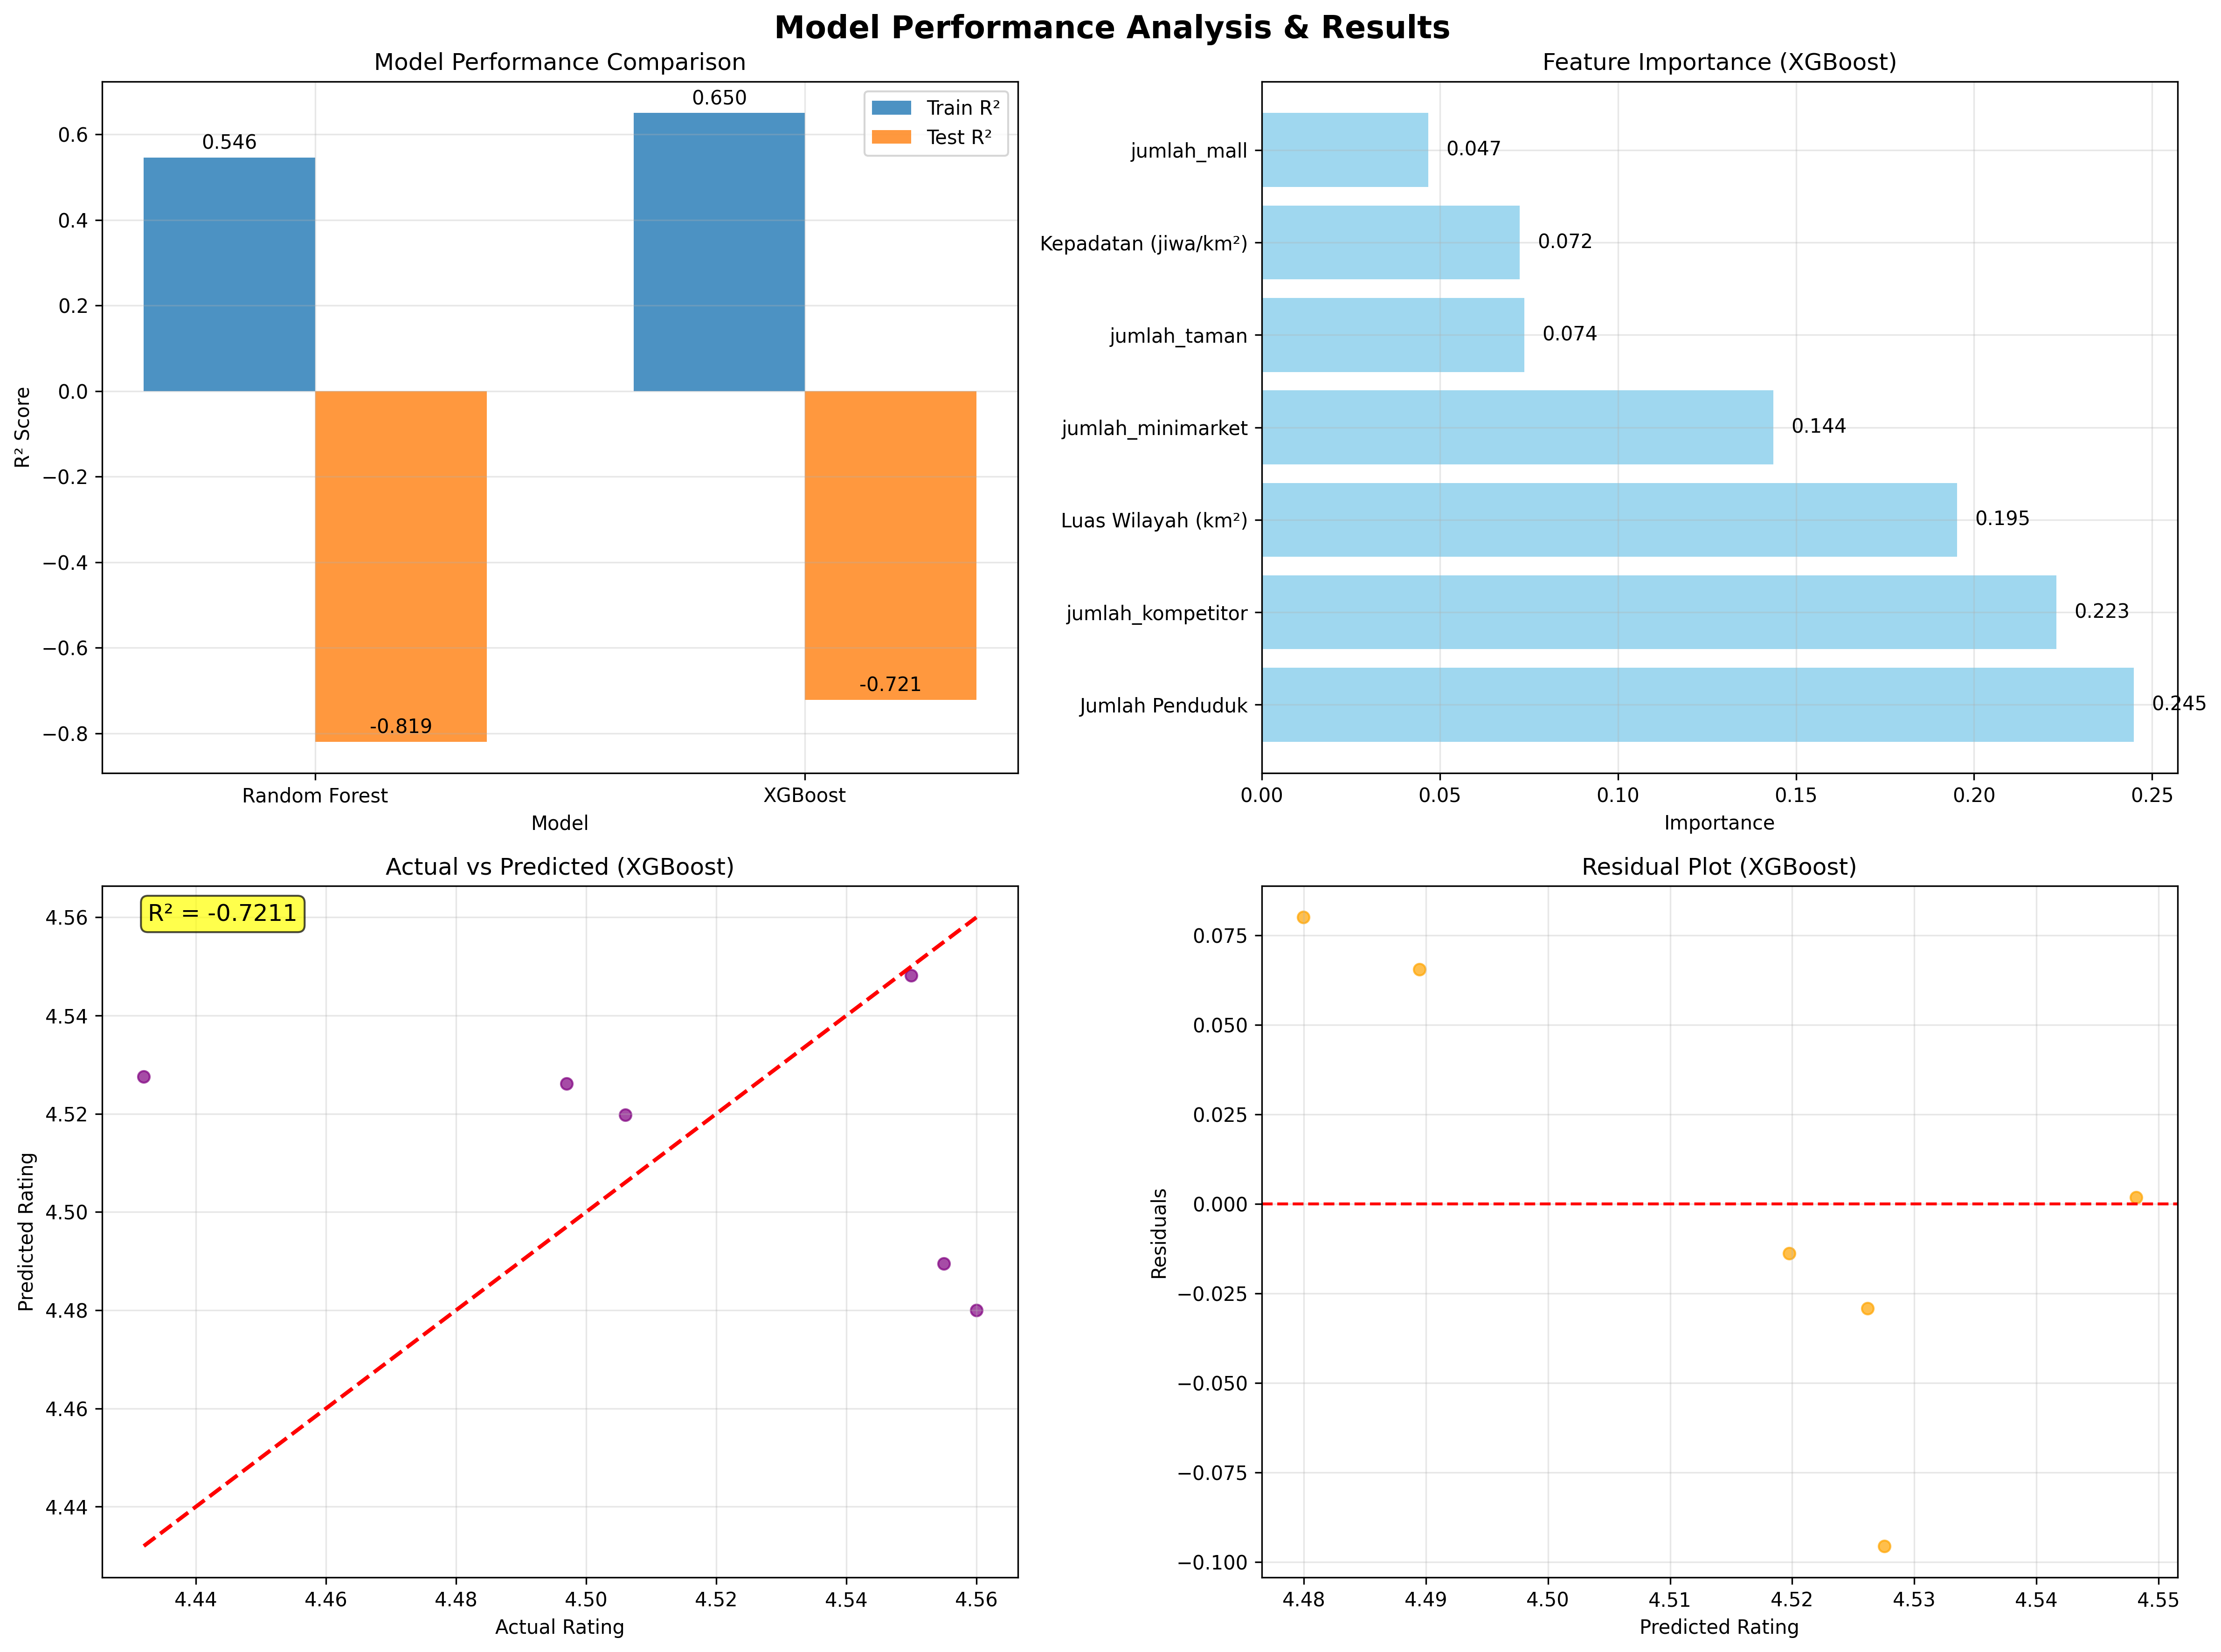 Model Performance Analysis & Results
Model Performance Comparison
0.650
0.546
Train R²
Test R²
0.6
0.4
0.2
0.0
−0.2
−0.4
−0.6
−0.8
-0.721
-0.819
R² Score
Random Forest
XGBoost
Model
Feature Importance (XGBoost)
jumlah_mall
0.047
Kepadatan (jiwa/km²)
0.072
jumlah_taman
0.074
jumlah_minimarket
0.144
Luas Wilayah (km²)
0.195
jumlah_kompetitor
0.223
Jumlah Penduduk
0.245
0.00
0.05
0.10
0.15
0.20
0.25
Importance
Actual vs Predicted (XGBoost)
R² = -0.7211
4.56
4.54
4.52
4.50
4.48
4.46
4.44
Predicted Rating
4.44
4.46
4.48
4.50
4.52
4.54
4.56
Actual Rating
Residual Plot (XGBoost)
0.075
0.050
0.025
0.000
−0.025
−0.050
−0.075
−0.100
Residuals
4.48
4.49
4.50
4.51
4.52
4.53
4.54
4.55
Predicted Rating